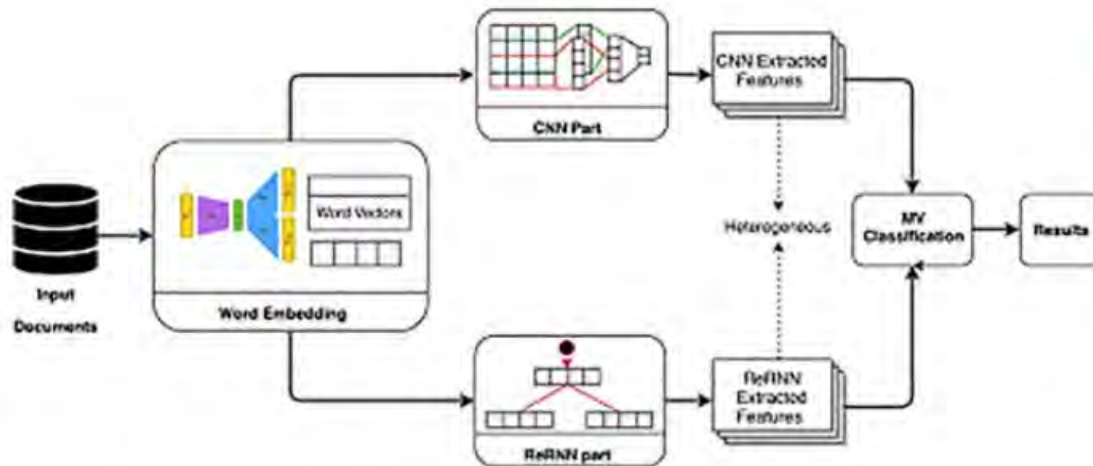 Input
Documents
Word Vectors
Word Embedding
CNN Part
CNN Extracted
Features
Heterogeneous
ReRNN part
ReRNN
Extracted
Features
MV
Classification
Results